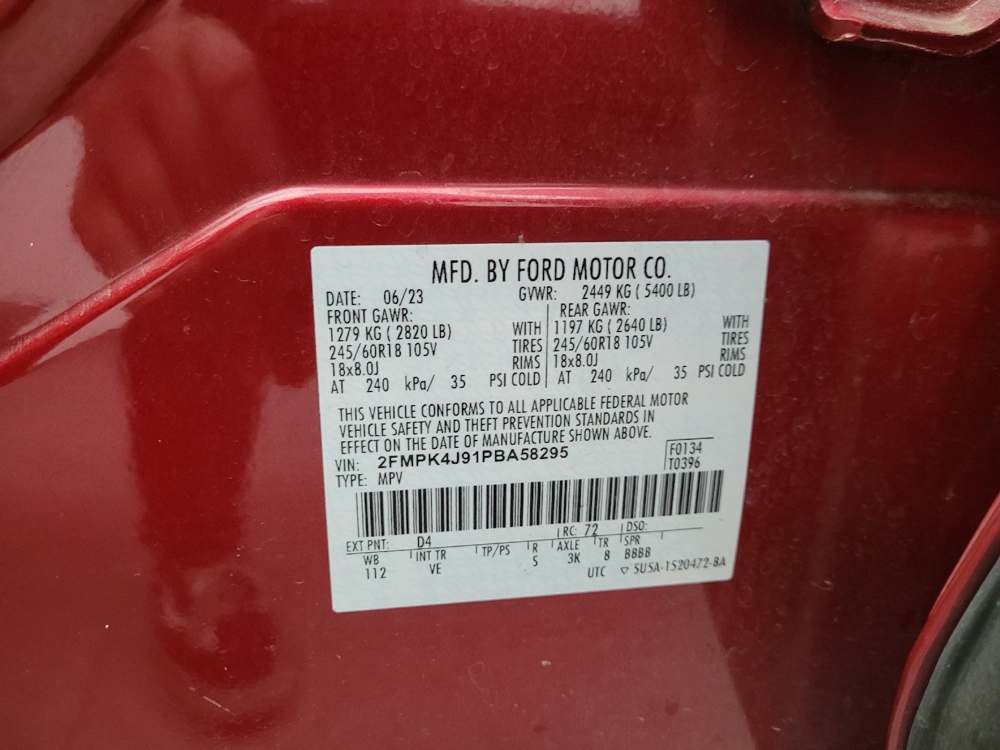 MFD. BY FORD MOTOR CO.
DATE: 06/23 GVWR: 2449 KG ( 5400 LB)
FRONT GAWR: REAR GAWR:
1279 KG ( 2820 LB) WITH 1197 KG ( 2640 LB) WITH
245/60R18 105V TIRES 245/60R18 105V TIRES
18x8.0J RIMS 18x8.0J RIMS
AT 240 kPa/ 35 PSI COLD AT 240 kPa/ 35 PSI COLD
THIS VEHICLE CONFORMS TO ALL APPLICABLE FEDERAL MOTOR
VEHICLE SAFETY AND THEFT PREVENTION STANDARDS IN
EFFECT ON THE DATE OF MANUFACTURE SHOWN ABOVE.
VIN: 2FMPK4J91PBA58295 F0134
TYPE: MPV T0396
EXT PNT: D4 RC: 72 DSO:
WB INT TR TP/PS R AXLE TR SPR
112 VE S 3K 8 BBBB
UTC ▽ 5U5A-1520472-BA